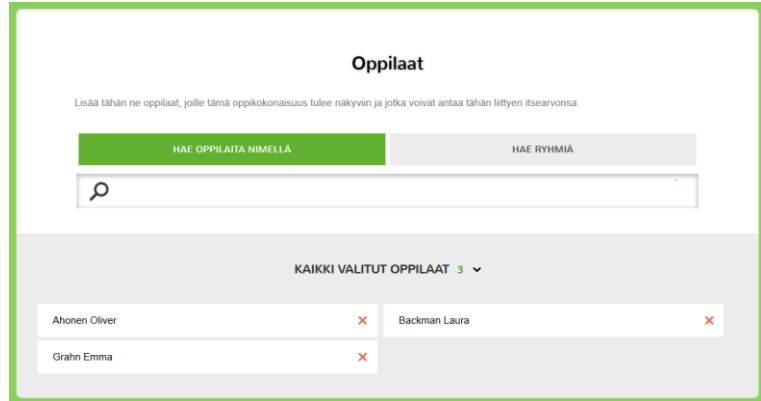 Oppilaat
Lisää tähän ne oppilaat, joille tämä oppikokonaisuus tulee näkyviin ja jotka voivat antaa tähän liittyen itsearvonsa.
HAE OPPILAITA NIMELLÄ
HAE RYHMIÄ
KAIKKI VALITUT OPPILAAT 3
Ahonen Oliver
Backman Laura
Grahn Emma